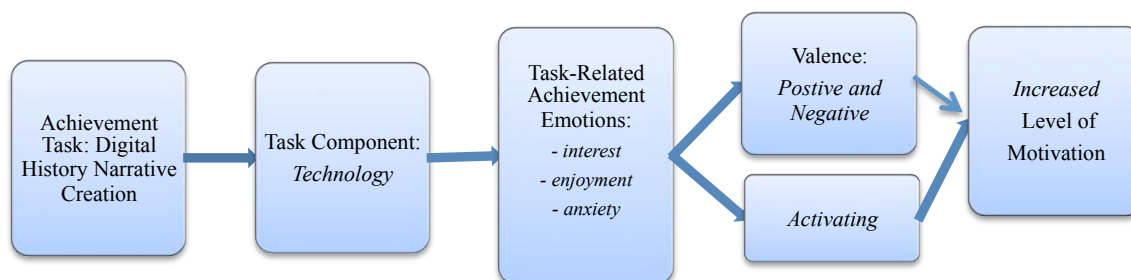 Achievement
Task: Digital
History Narrative
Creation
Task Component:
Technology
Task-Related
Achievement
Emotions:
- interest
- enjoyment
- anxiety
Valence:
Postive and
Negative
Activating
Increased
Level of
Motivation